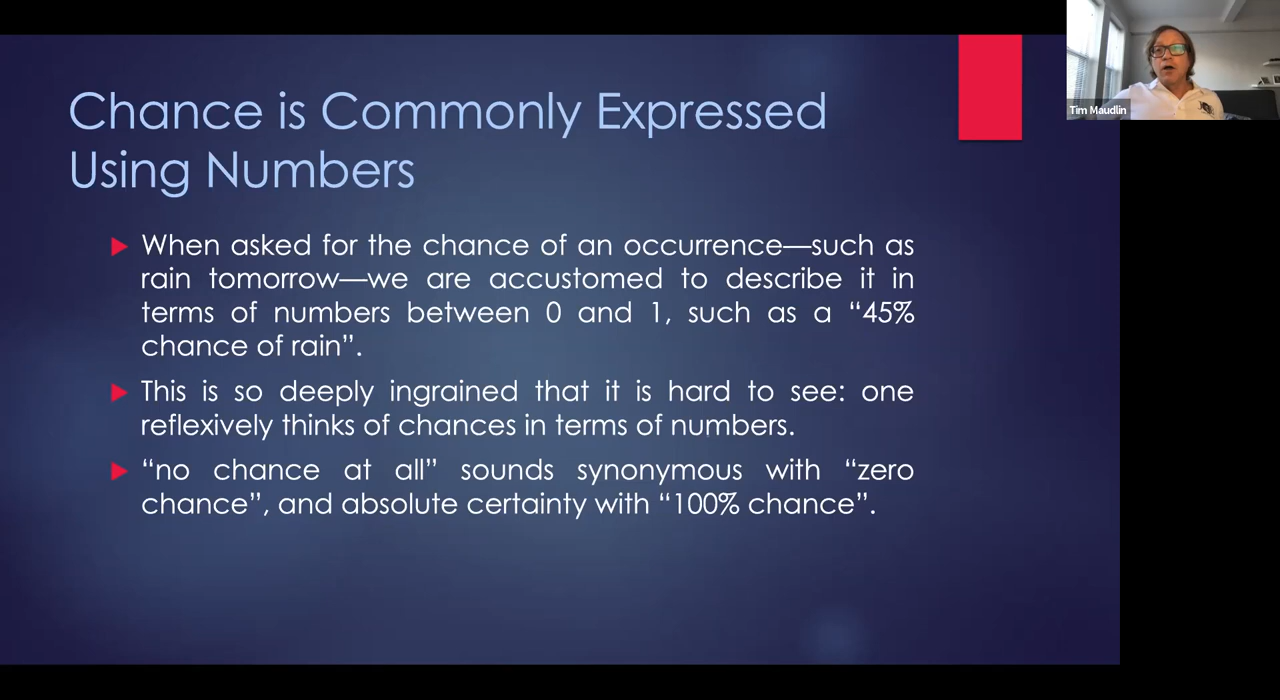 Chance is Commonly Expressed
Using Numbers
When asked for the chance of an occurrence—such as
rain tomorrow—we are accustomed to describe it in
terms of numbers between 0 and 1, such as a “45%
chance of rain”.
This is so deeply ingrained that it is hard to see: one
reflexively thinks of chances in terms of numbers.
“no chance at all” sounds synonymous with “zero
chance”, and absolute certainty with “100% chance”.
Tim Maudlin